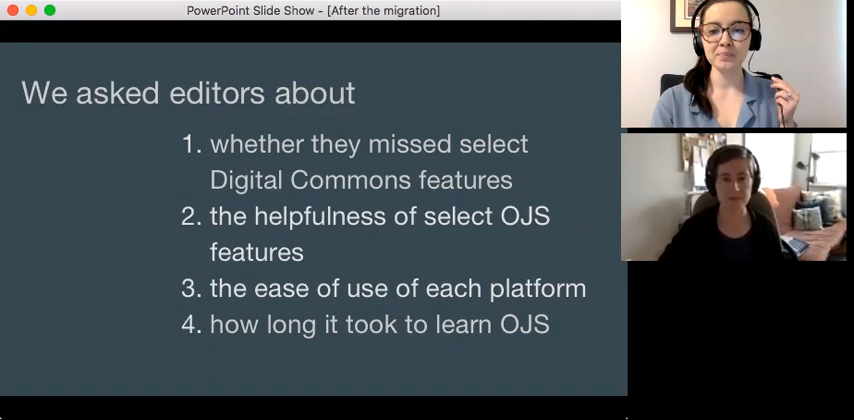 PowerPoint Slide Show - [After the migration]
We asked editors about
1. whether they missed select
Digital Commons features
2. the helpfulness of select OJS
features
3. the ease of use of each platform
4. how long it took to learn OJS